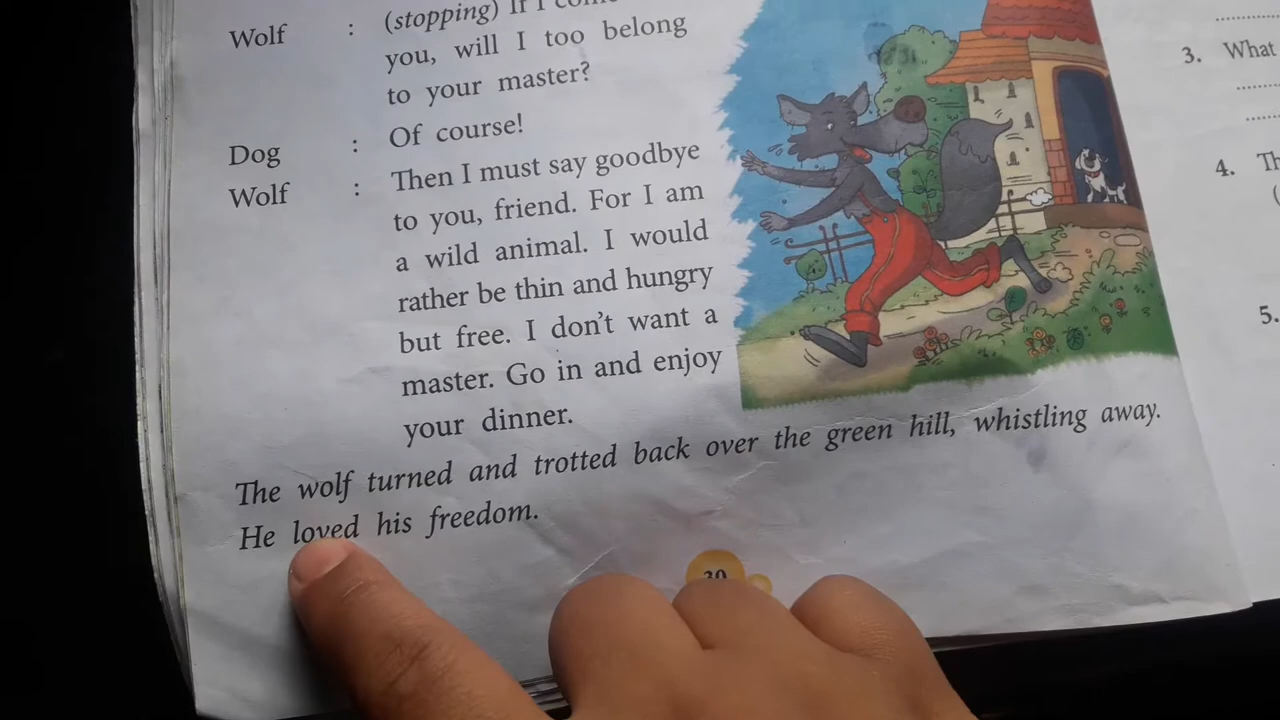 Wolf : (stopping) If I
you, will I too belong
to your master?
Dog : Of course!
Wolf : Then I must say goodbye
to you, friend. For I am
a wild animal. I would
rather be thin and hungry
but free. I don't want a
master. Go in and enjoy
your dinner.
The wolf turned and trotted back over the green hill, whistling away.
He loved his freedom.
30
3. What
4.
5.